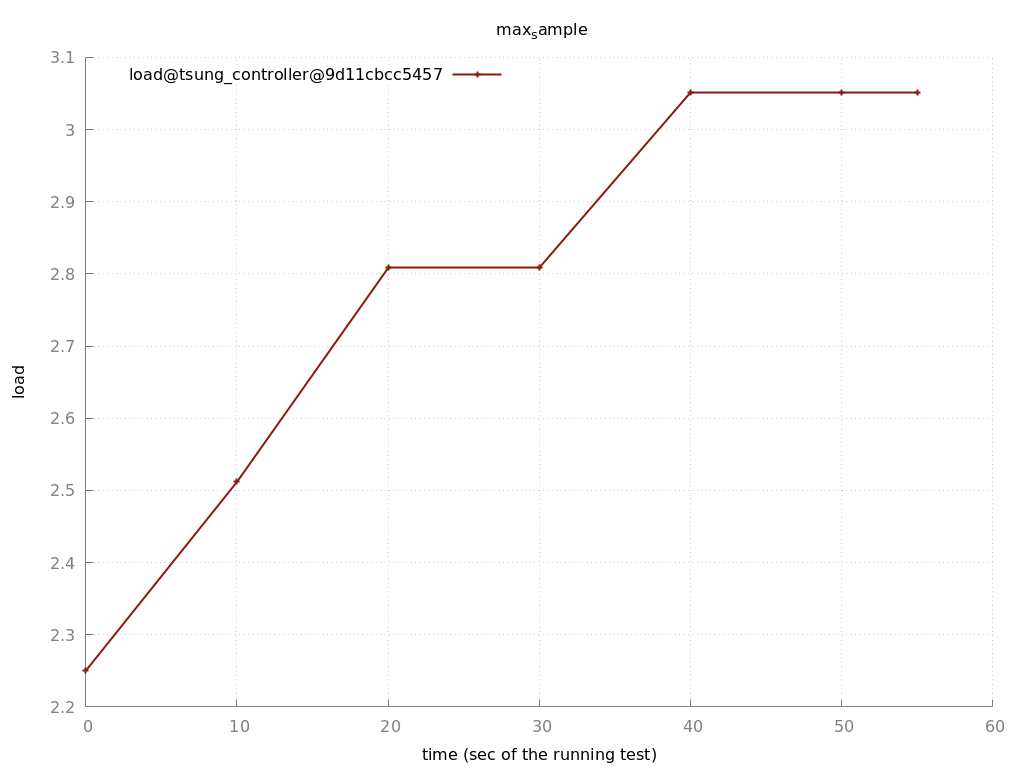 max_sample
3.1
load@tsung_controller@9d11cbcc5457
3
2.9
2.8
2.7
load
2.6
2.5
2.4
2.3
2.2
0 10 20 30 40 50 60
time (sec of the running test)